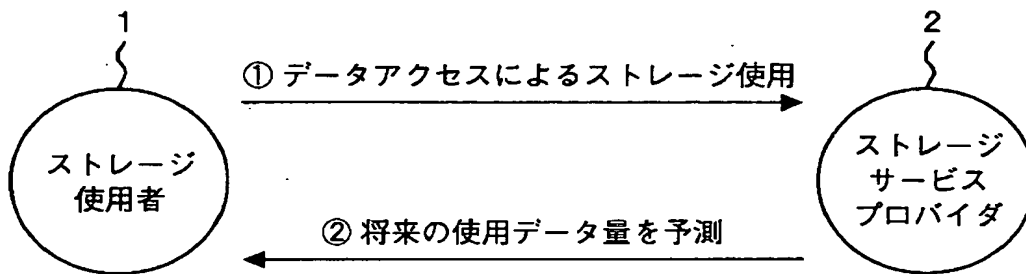 1
2
① データアクセスによるストレージ使用
ストレージ
使用者
ストレージ
サービス
プロバイダ
② 将来の使用データ量を予測